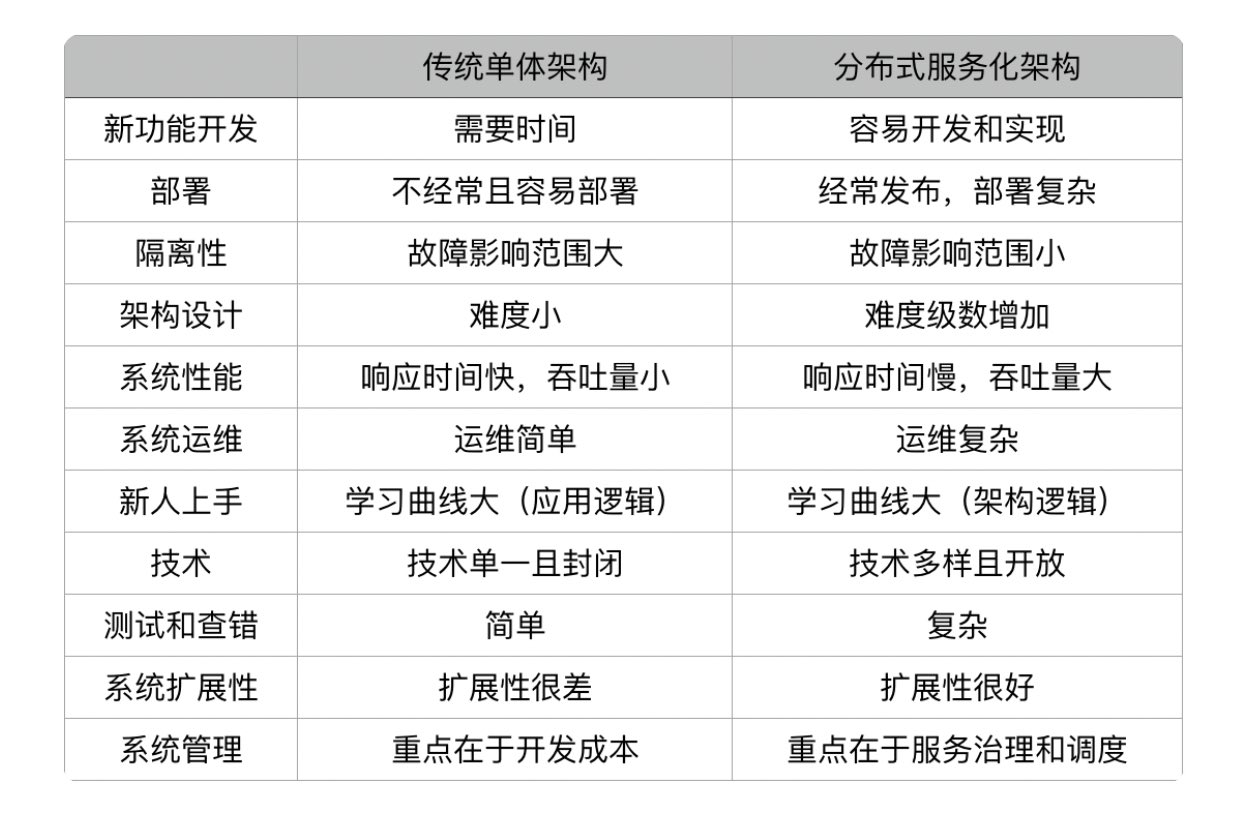 传统单体架构 分布式服务化架构
新功能开发 需要时间 容易开发和实现
部署 不经常且容易部署 经常发布，部署复杂
隔离性 故障影响范围大 故障影响范围小
架构设计 难度小 难度级数增加
系统性能 响应时间快，吞吐量小 响应时间慢，吞吐量大
系统运维 运维简单 运维复杂
新人上手 学习曲线大（应用逻辑） 学习曲线大（架构逻辑）
技术 技术单一且封闭 技术多样且开放
测试和查错 简单 复杂
系统扩展性 扩展性很差 扩展性很好
系统管理 重点在于开发成本 重点在于服务治理和调度